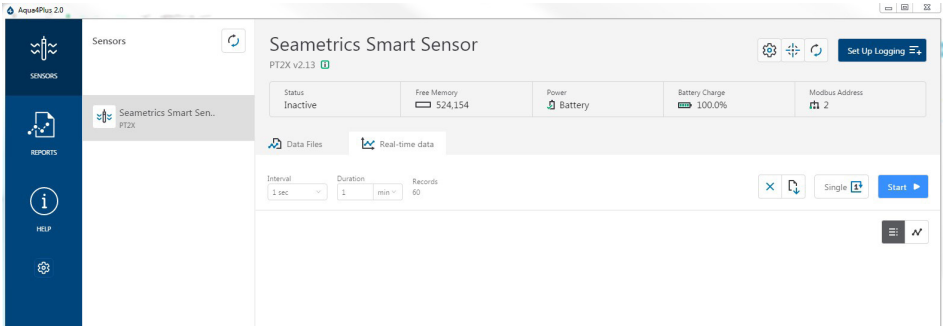 Aqua4Plus 2.0
SENSORS
REPORTS
HELP
Sensors
Seametrics Smart Sen..
PT2X
Seametrics Smart Sensor
PT2X v2.13
Set Up Logging
Status
Inactive
Free Memory
524,154
Power
Battery
Battery Charge
100.0%
Modbus Address
2
Data Files
Real-time data
Interval
1 sec
Duration
1 min
Records
60
Single
Start